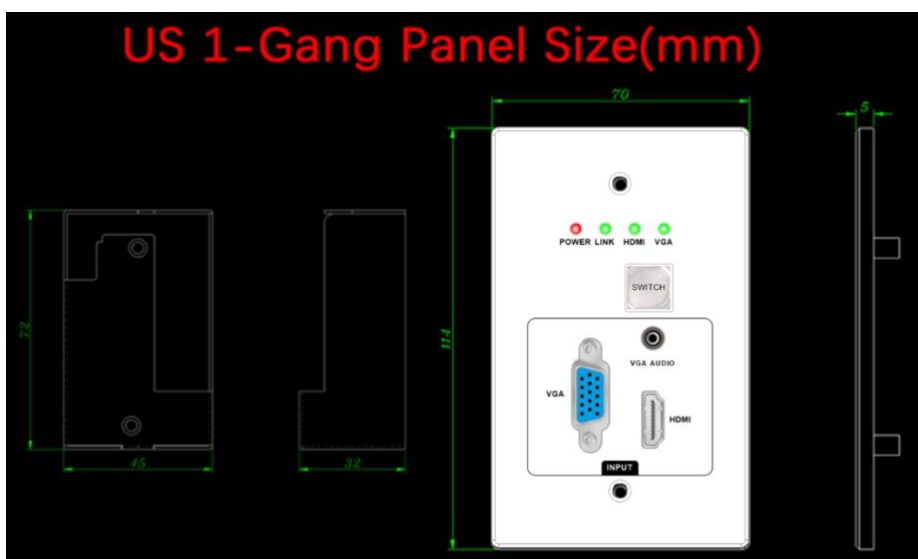 US 1-Gang Panel Size(mm)
70
5
POWER LINK HDMI VGA
SWITCH
72
114
VGA AUDIO
VGA
HDMI
45
32
INPUT